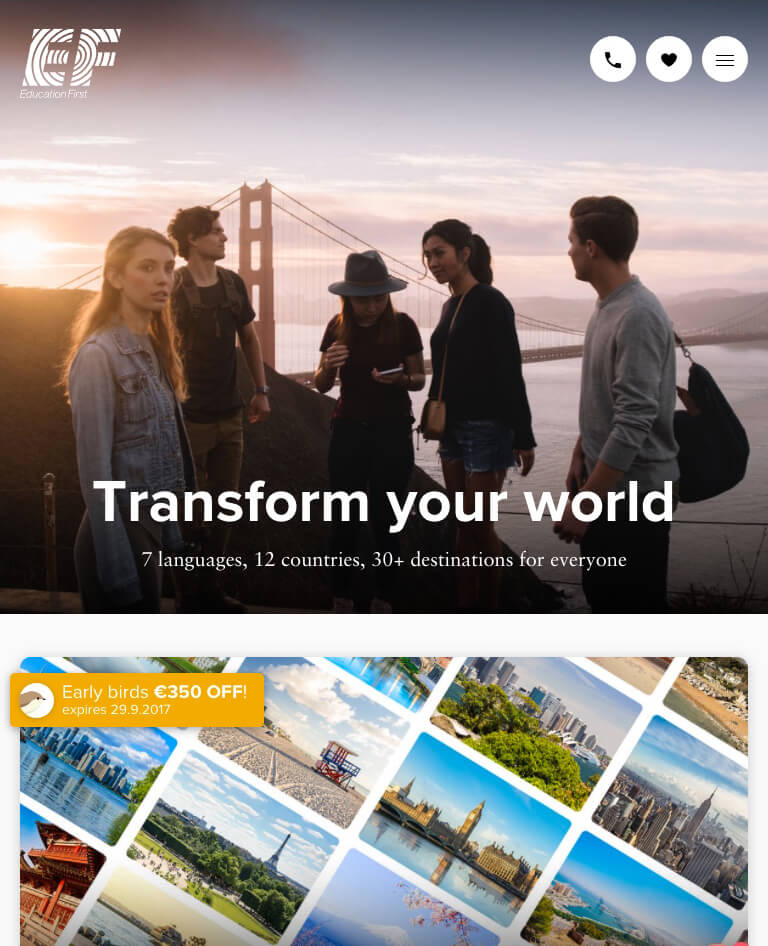 EF
Education First
Transform your world
7 languages, 12 countries, 30+ destinations for everyone
Early birds €350 OFF!
expires 29.9.2017